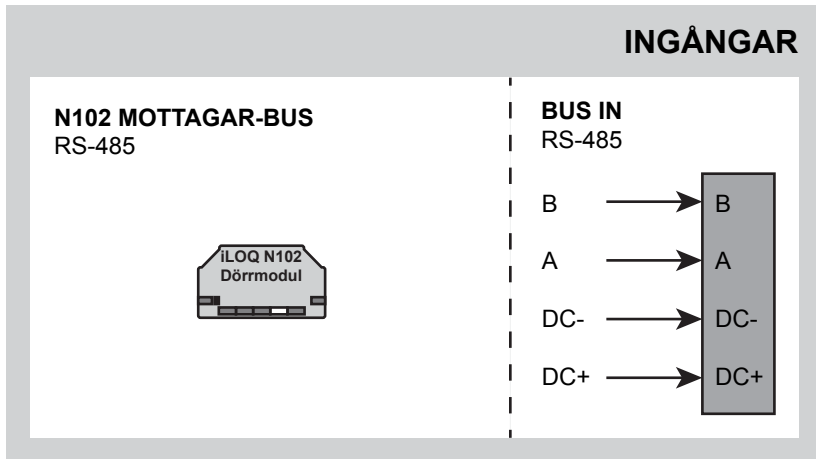 INGÅNGAR
N102 MOTTAGAR-BUS
RS-485
iLOQ N102
Dörrmodul
BUS IN
RS-485
B B
A A
DC- DC-
DC+ DC+